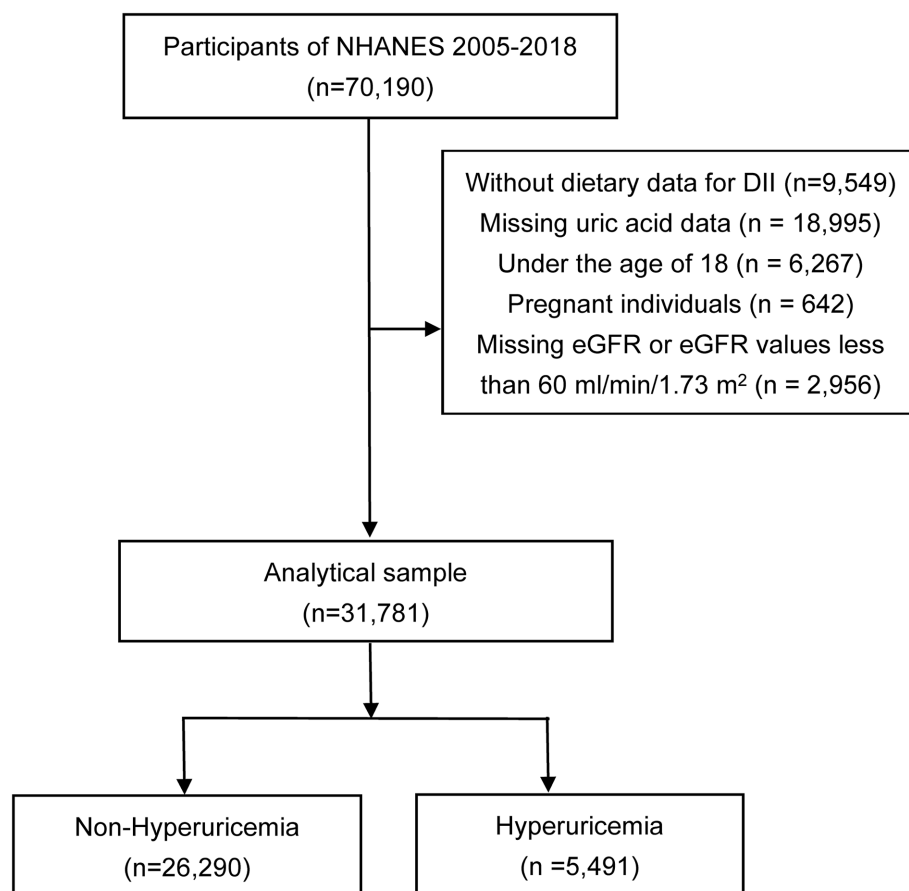 Participants of NHANES 2005-2018
(n=70,190)
Without dietary data for DII (n=9,549)
Missing uric acid data (n = 18,995)
Under the age of 18 (n = 6,267)
Pregnant individuals (n = 642)
Missing eGFR or eGFR values less
than 60 ml/min/1.73 m² (n = 2,956)
Analytical sample
(n=31,781)
Non-Hyperuricemia
(n=26,290)
Hyperuricemia
(n =5,491)